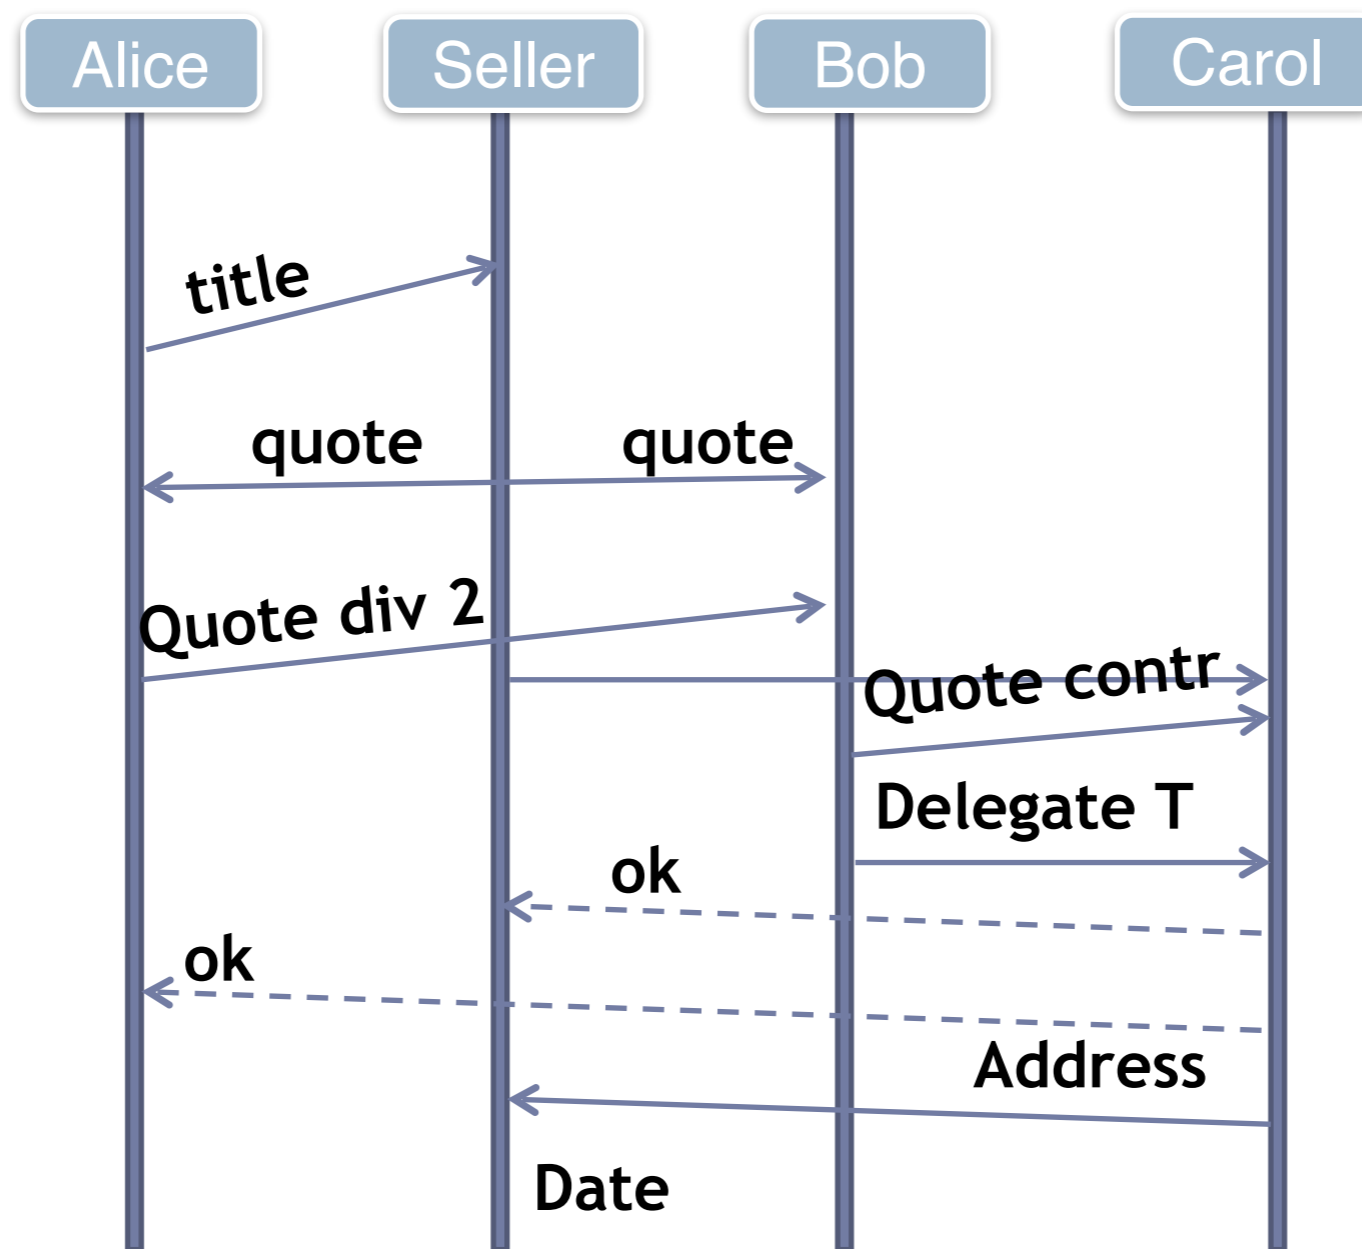 Alice
Seller
Bob
Carol
title
quote
quote
Quote div 2
Quote contr
Delegate T
ok
ok
Address
Date